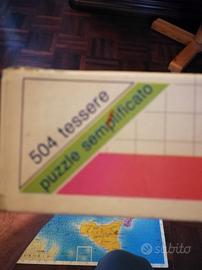 504 tessere
puzzle semplificato
subito